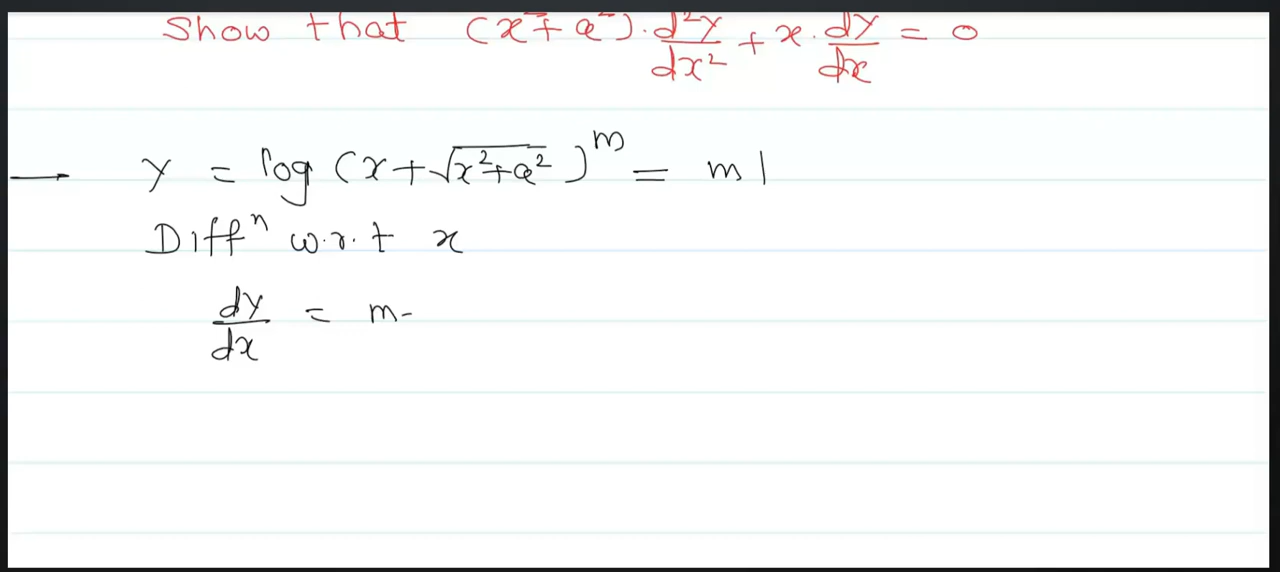 Show that (x²+a²)·d²y/dx² + x·dy/dx = 0
y = log(x+√x²+a²)ᵐ = m l
Diffⁿ w.r.t x
dy/dx = m-